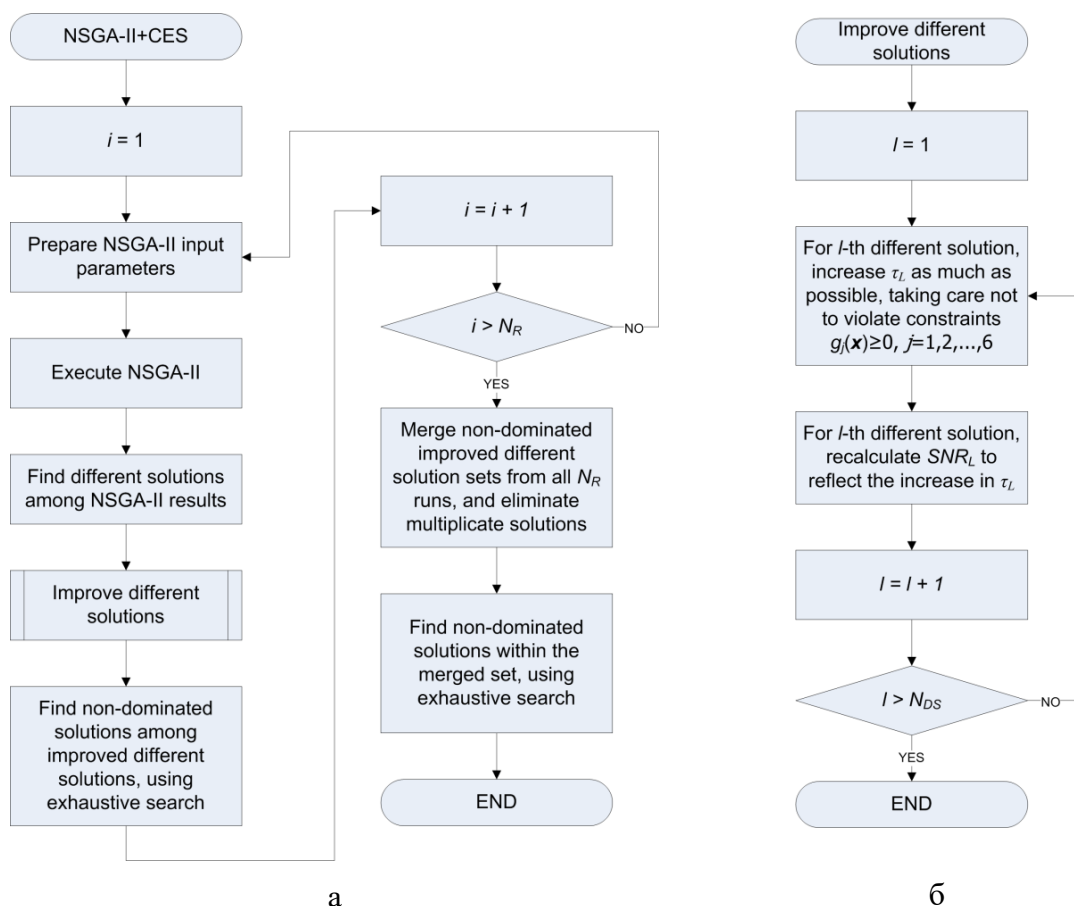 NSGA-II+CES
i = 1
Prepare NSGA-II input
parameters
Execute NSGA-II
Find different solutions
among NSGA-II results
Improve different
solutions
Find non-dominated
solutions among
improved different
solutions, using
exhaustive search
i = i + 1
i > N_R
NO
YES
Merge non-dominated
improved different
solution sets from all N_R
runs, and eliminate
multiplicate solutions
Find non-dominated
solutions within the
merged set, using
exhaustive search
END
а
Improve different
solutions
l = 1
For l-th different solution,
increase τ_L as much as
possible, taking care not
to violate constraints
g_j(x)≥0, j=1,2,...,6
For l-th different solution,
recalculate SNR_L to
reflect the increase in τ_L
l = l + 1
l > N_DS
NO
YES
END
б